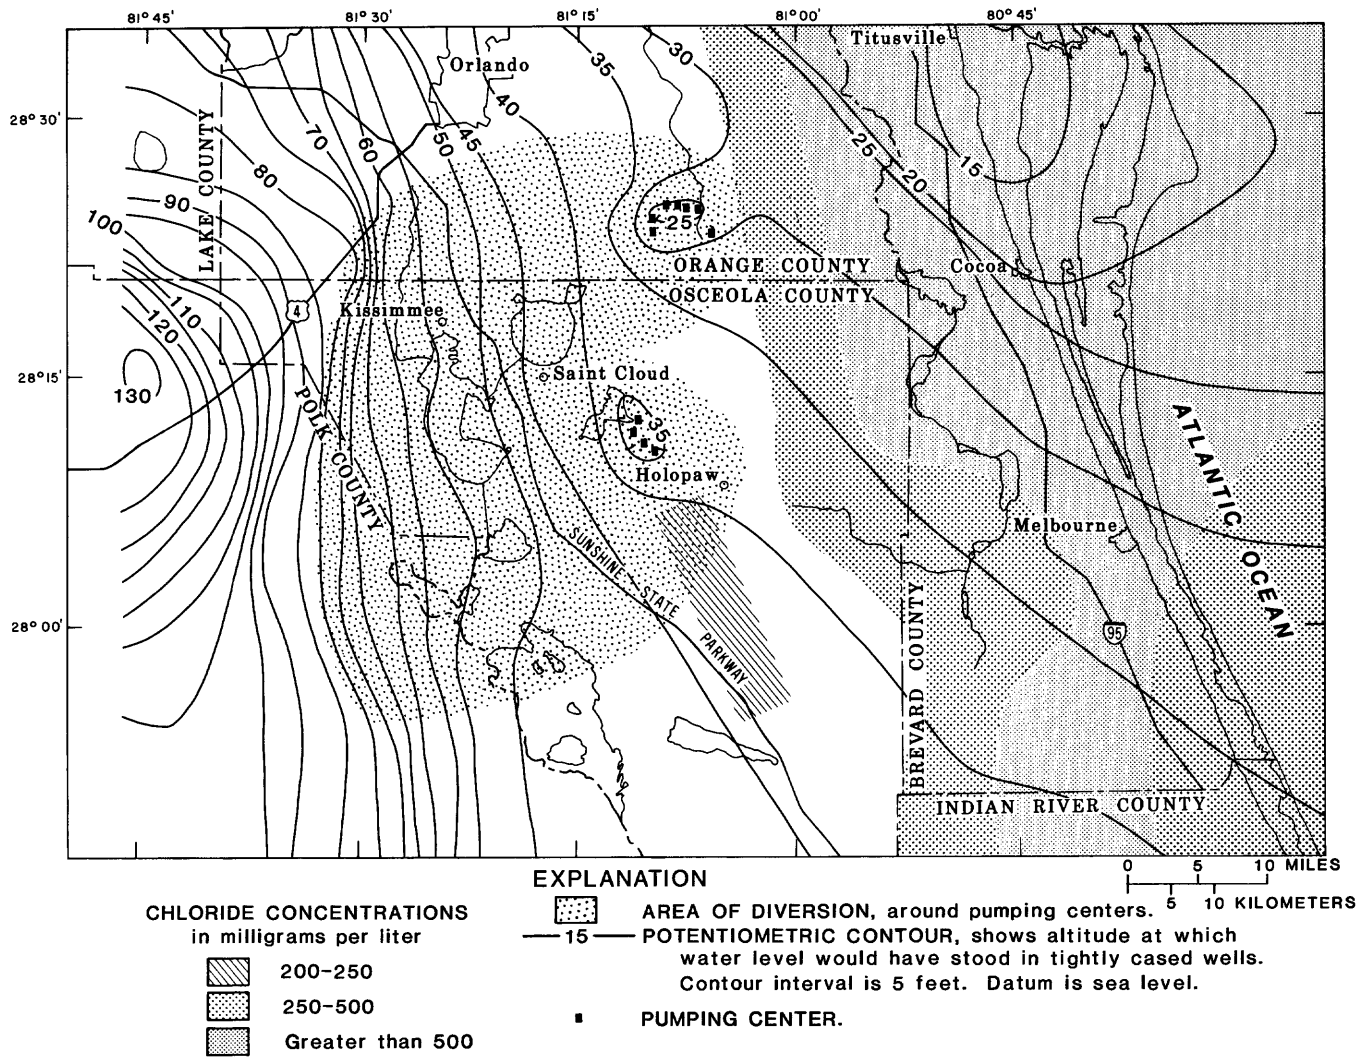 81° 45' 81° 30' 81° 15' 81° 00' 80° 45'
28° 30'
28° 15'
28° 00'
Titusville
Orlando
35
30
40
45
50
60
70
80
90
100
110
120
130
25
20
15
25
35
LAKE COUNTY
ORANGE COUNTY
OSCEOLA COUNTY
Cocoa
4
Kissimmee
Saint Cloud
POLK COUNTY
Holopaw
Melbourne
ATLANTIC OCEAN
SUNSHINE STATE PARKWAY
95
BREVARD COUNTY
INDIAN RIVER COUNTY
0 5 10 MILES
5 10 KILOMETERS
EXPLANATION
CHLORIDE CONCENTRATIONS
in milligrams per liter
200-250
250-500
Greater than 500
AREA OF DIVERSION, around pumping centers.
15 POTENTIOMETRIC CONTOUR, shows altitude at which
water level would have stood in tightly cased wells.
Contour interval is 5 feet. Datum is sea level.
PUMPING CENTER.